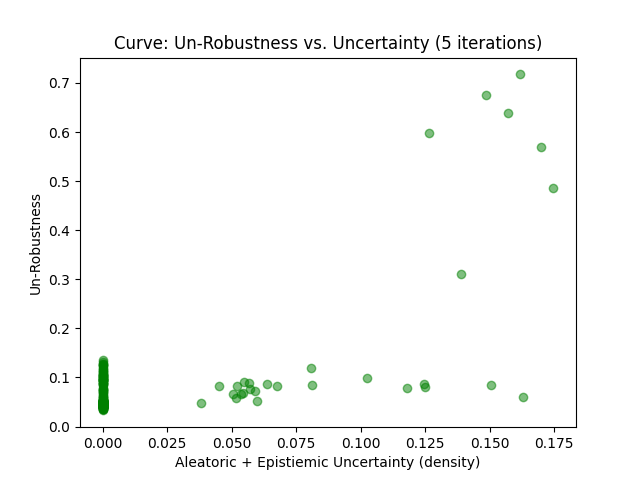 Curve: Un-Robustness vs. Uncertainty (5 iterations)
0.7
0.6
0.5
0.4
0.3
0.2
0.1
0.0
Un-Robustness
0.000 0.025 0.050 0.075 0.100 0.125 0.150 0.175
Aleatoric + Epistiemic Uncertainty (density)